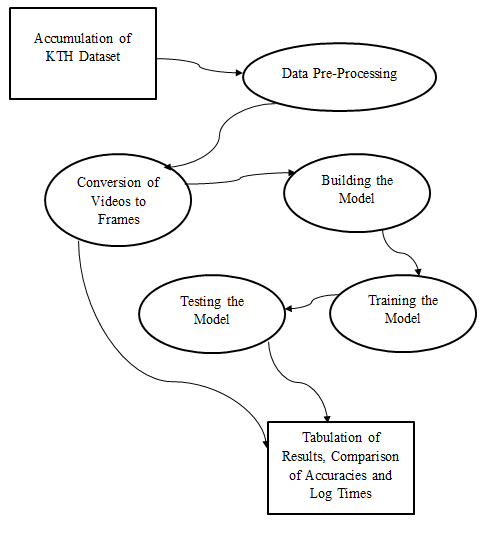 Accumulation of
KTH Dataset
Data Pre-Processing
Conversion of
Videos to
Frames
Building the
Model
Training the
Model
Testing the
Model
Tabulation of
Results, Comparison
of Accuracies and
Log Times